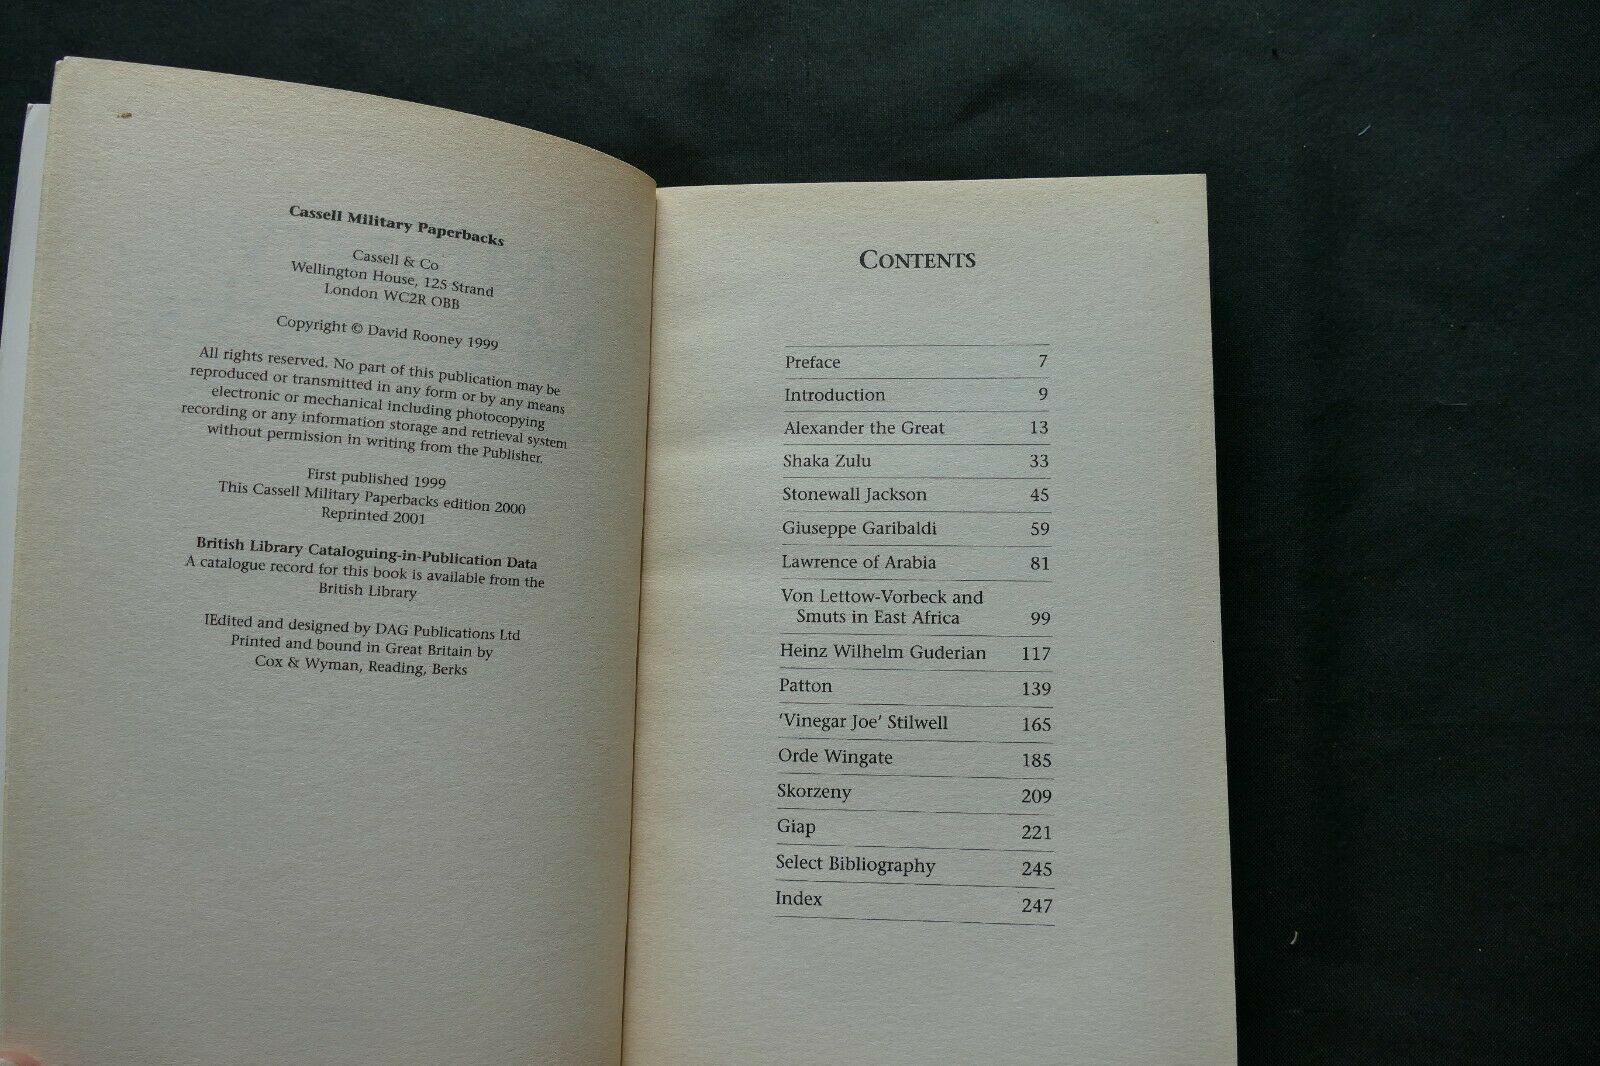 Cassell Military Paperbacks
Cassell & Co
Wellington House, 125 Strand
London WC2R OBB
Copyright © David Rooney 1999
All rights reserved. No part of this publication may be
reproduced or transmitted in any form or by any means
electronic or mechanical including photocopying
recording or any information storage and retrieval system
without permission in writing from the Publisher.
First published 1999
This Cassell Military Paperbacks edition 2000
Reprinted 2001
British Library Cataloguing-in-Publication Data
A catalogue record for this book is available from the
British Library
IEdited and designed by DAG Publications Ltd
Printed and bound in Great Britain by
Cox & Wyman, Reading, Berks
CONTENTS
Preface 7
Introduction 9
Alexander the Great 13
Shaka Zulu 33
Stonewall Jackson 45
Giuseppe Garibaldi 59
Lawrence of Arabia 81
Von Lettow-Vorbeck and
Smuts in East Africa 99
Heinz Wilhelm Guderian 117
Patton 139
‘Vinegar Joe’ Stilwell 165
Orde Wingate 185
Skorzeny 209
Giap 221
Select Bibliography 245
Index 247